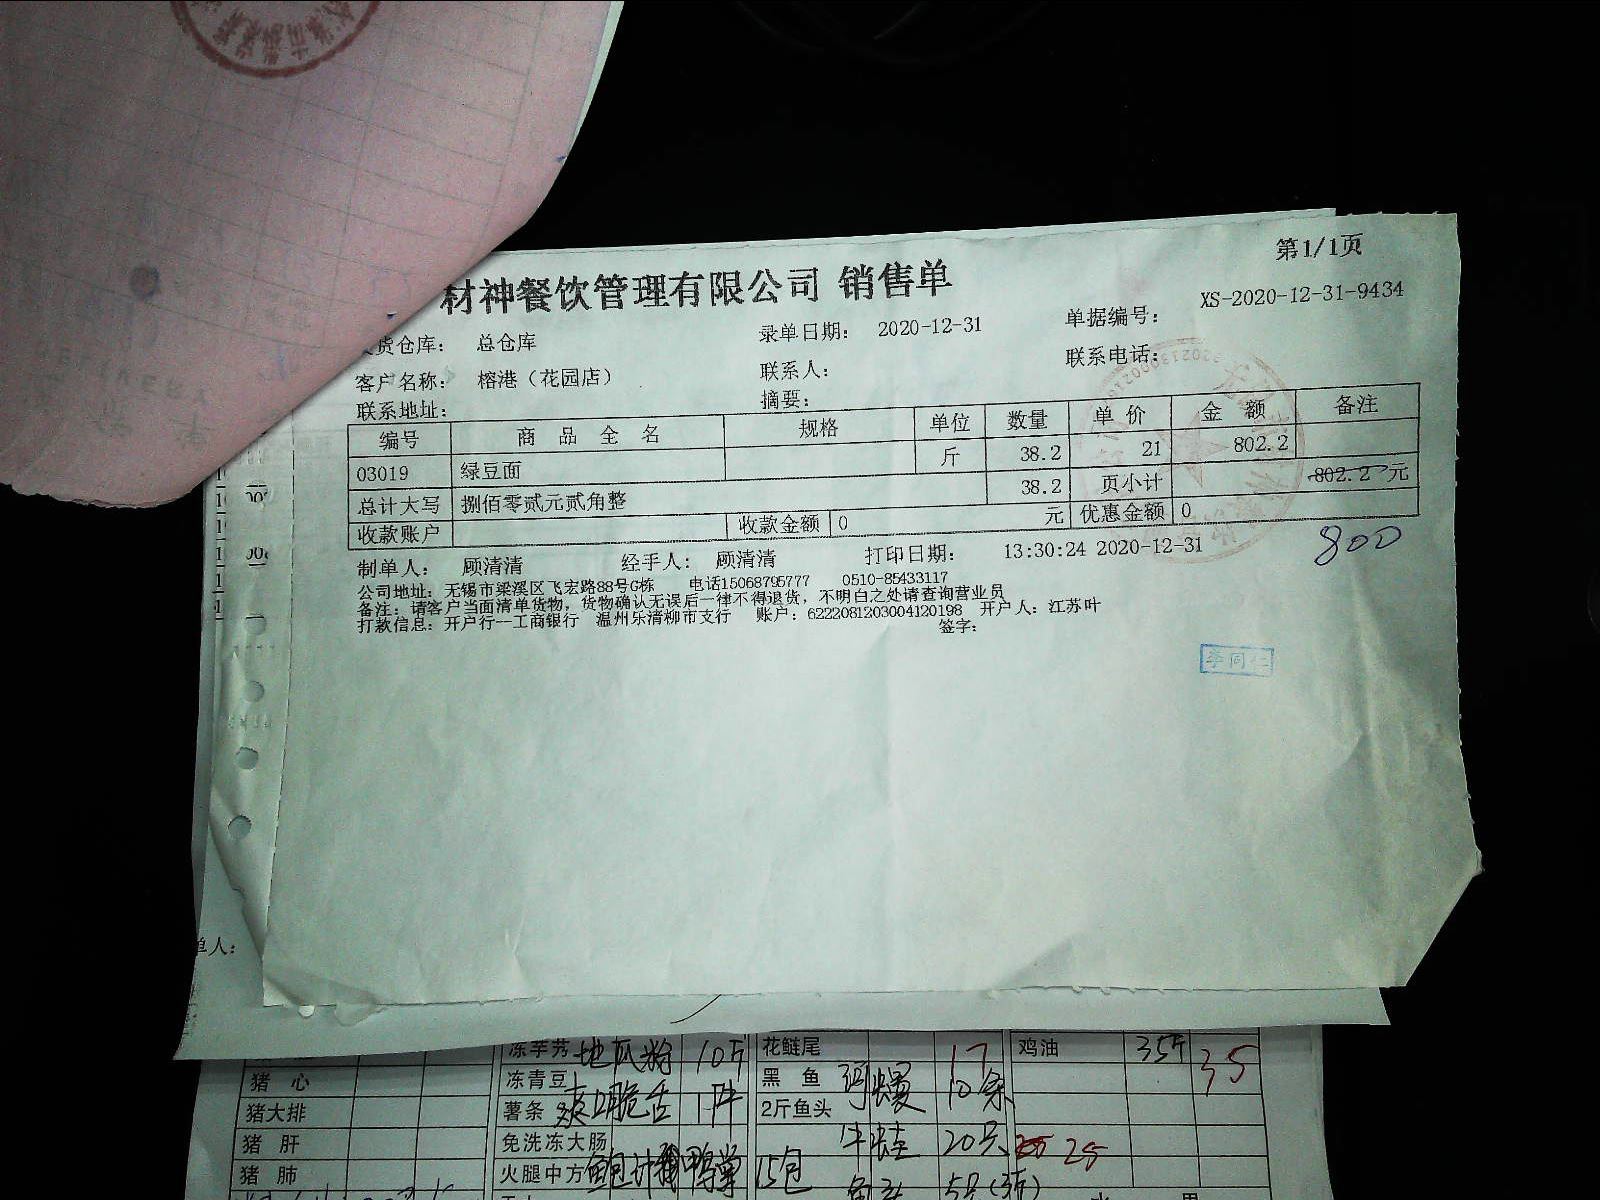 第1/1页
材神餐饮管理有限公司 销售单
货仓库： 总仓库 录单日期： 2020-12-31 单据编号： XS-2020-12-31-9434
客户名称： 榕港（花园店） 联系人： 联系电话：
联系地址： 摘要：
编号 商品全名 规格 单位 数量 单价 金额 备注
03019 绿豆面 斤 38.2 21 802.2
总计大写 捌佰零贰元贰角整 38.2 页小计 802.2 元
收款账户 收款金额 0 元 优惠金额 0
800
制单人： 顾清清 经手人： 顾清清 打印日期： 13:30:24 2020-12-31
公司地址：无锡市梁溪区飞宏路88号G栋 电话15068795777 0510-85433117
备注：请客户当面清单货物，货物确认无误后一律不得退货，不明白之处请查询营业员
打款信息：开户行--工商银行 温州乐清柳市支行 账户：6222081203004120198 开户人：江苏叶
签字：
李同仁
单人：
冻芋艿 地瓜粉 10斤 花鲢尾 17 鸡油 35斤 35
猪心 冻青豆 黑鱼 10条
猪大排 薯条 1件 2斤鱼头
猪肝 免洗冻大肠 牛蛙 20只 25
猪肺 火腿中方 15包